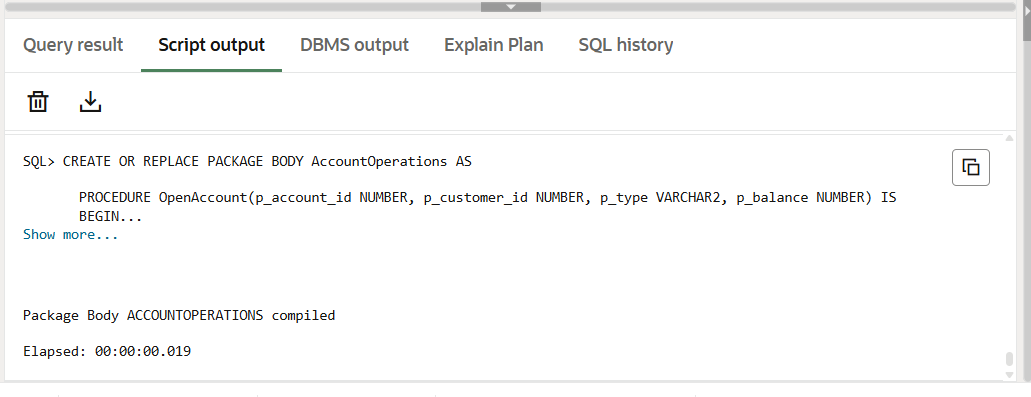 Query result Script output DBMS output Explain Plan SQL history
SQL> CREATE OR REPLACE PACKAGE BODY AccountOperations AS
PROCEDURE OpenAccount(p_account_id NUMBER, p_customer_id NUMBER, p_type VARCHAR2, p_balance NUMBER) IS
BEGIN...
Show more...
Package Body ACCOUNTOPERATIONS compiled
Elapsed: 00:00:00.019